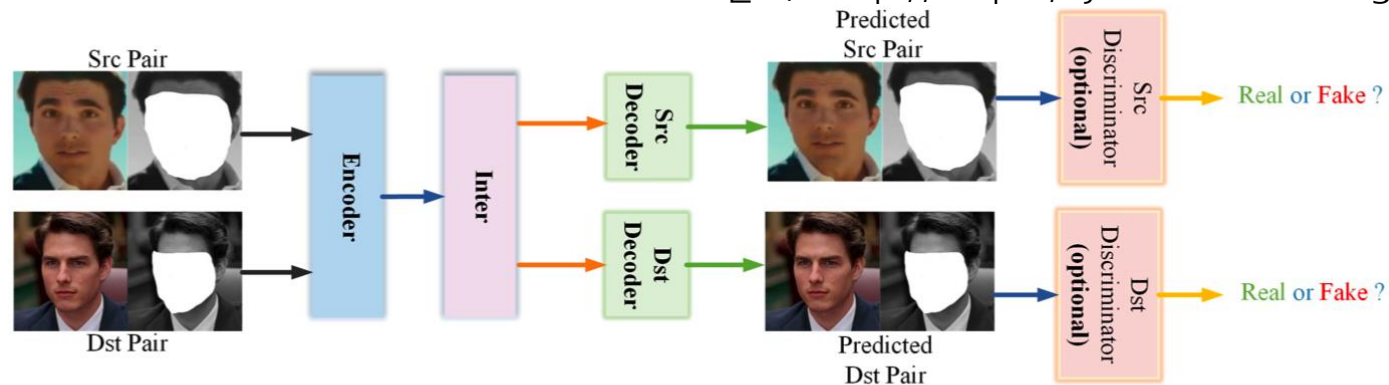 Predicted
Src Pair
Src Pair
Encoder
Inter
Src
Decoder
Src
Discriminator
(optional)
Real or Fake ?
Dst
Decoder
Dst
Discriminator
(optional)
Real or Fake ?
Dst Pair
Predicted
Dst Pair